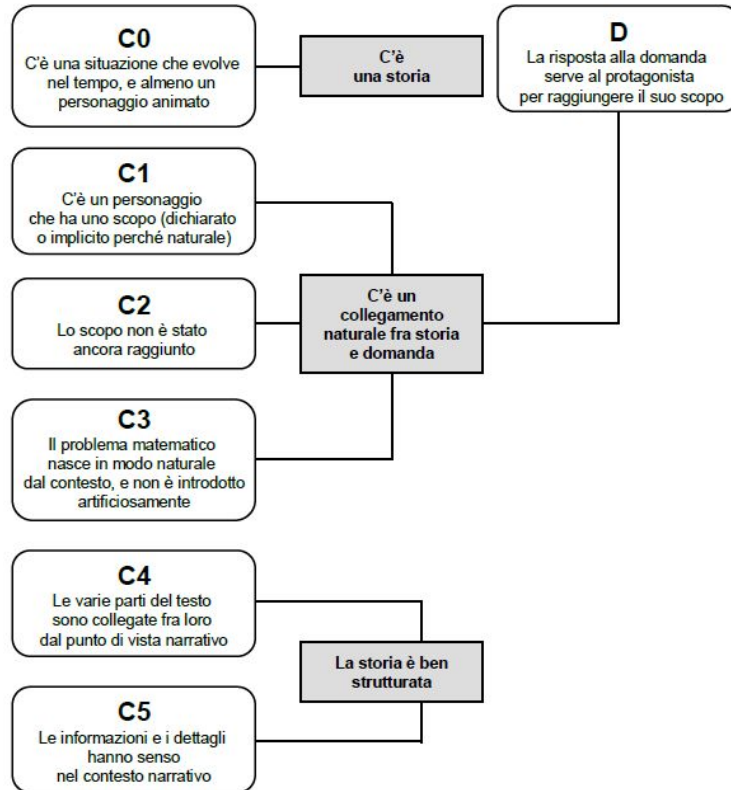 C0
C'è una situazione che evolve
nel tempo, e almeno un
personaggio animato
C'è
una storia
D
La risposta alla domanda
serve al protagonista
per raggiungere il suo scopo
C1
C'è un personaggio
che ha uno scopo (dichiarato
o implicito perché naturale)
C2
Lo scopo non è stato
ancora raggiunto
C'è un
collegamento
naturale fra storia
e domanda
C3
Il problema matematico
nasce in modo naturale
dal contesto, e non è introdotto
artificiosamente
C4
Le varie parti del testo
sono collegate fra loro
dal punto di vista narrativo
La storia è ben
strutturata
C5
Le informazioni e i dettagli
hanno senso
nel contesto narrativo